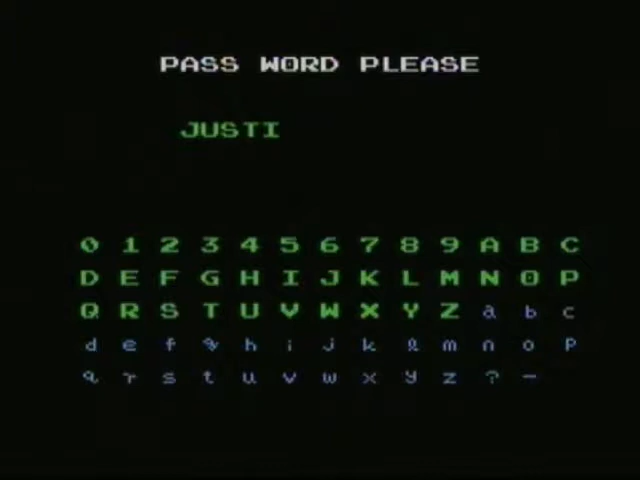 PASS WORD PLEASE
JUSTI
0 1 2 3 4 5 6 7 8 9 A B C
D E F G H I J K L M N O P
Q R S T U V W X Y Z a b c
d e f g h i j k l m n o p
q r s t u v w x y z ? -